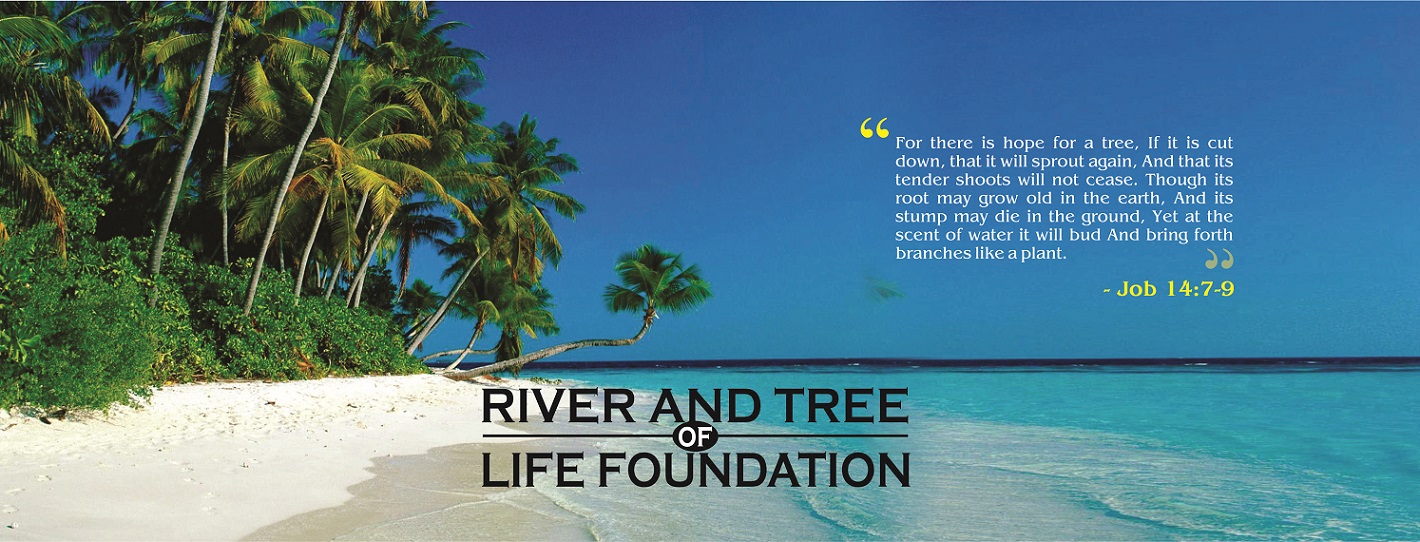 “
For there is hope for a tree, If it is cut
down, that it will sprout again, And that its
tender shoots will not cease. Though its
root may grow old in the earth, And its
stump may die in the ground, Yet at the
scent of water it will bud And bring forth
branches like a plant.
”
- Job 14:7-9
RIVER AND TREE
OF
LIFE FOUNDATION